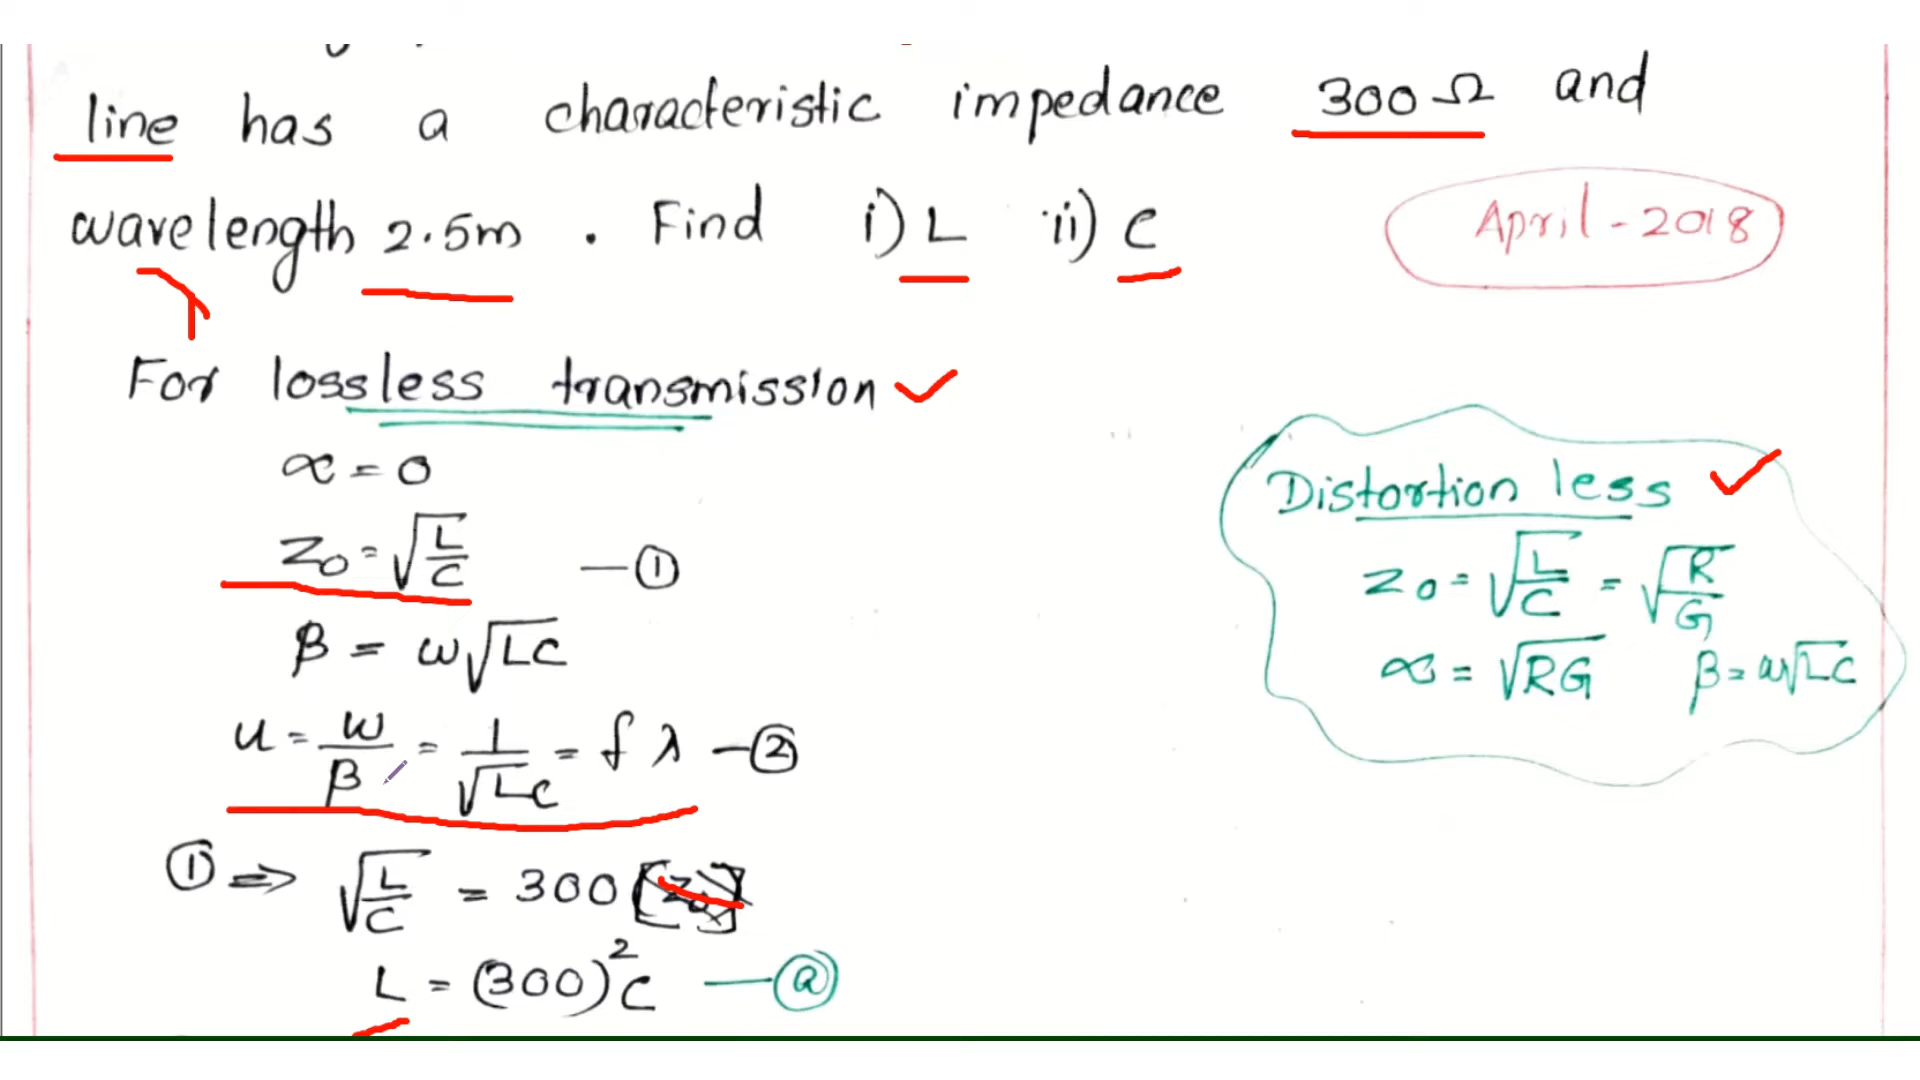 line has a characteristic impedance 300Ω and
wavelength 2.5m . Find i) L ii) C
April - 2018
For lossless transmission
∝ = 0
Z₀ = √(L/C) — ①
β = ω√LC
u = ω/β = 1/√LC = f λ — ②
① ⇒ √(L/C) = 300
L = (300)² C — ⓐ
Distortion less
Z₀ = √(L/C) = √(R/G)
∝ = √RG β = ω√LC